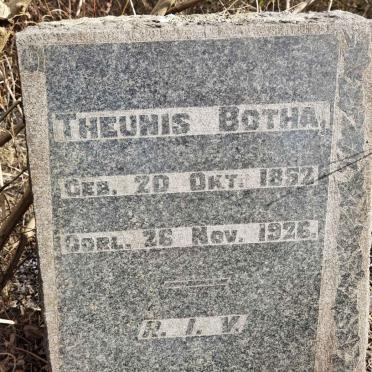 THEUNIS BOTHA,
GEB. 20 OKT. 1852
OORL. 26 NOV. 1926.
R. I. V.